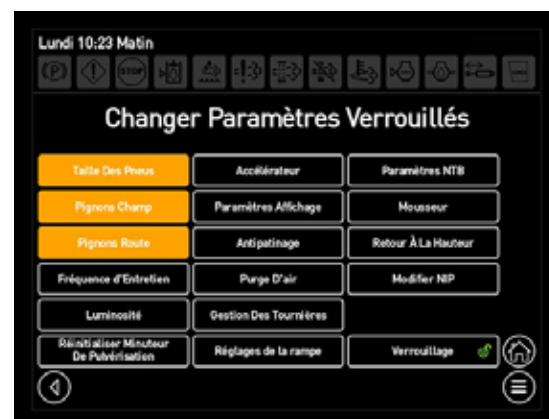 Lundi 10:23 Matin
(P) STOP
Changer Paramètres Verrouillés
Taille Des Pneus Accélérateur Paramètres NTB
Pignons Champ Paramètres Affichage Mousseur
Pignons Route Antipatinage Retour À La Hauteur
Fréquence d'Entretien Purge D'air Modifier NIP
Luminosité Gestion Des Tournières
Réinitialiser Minuteur
De Pulvérisation Réglages de la rampe Verrouillage